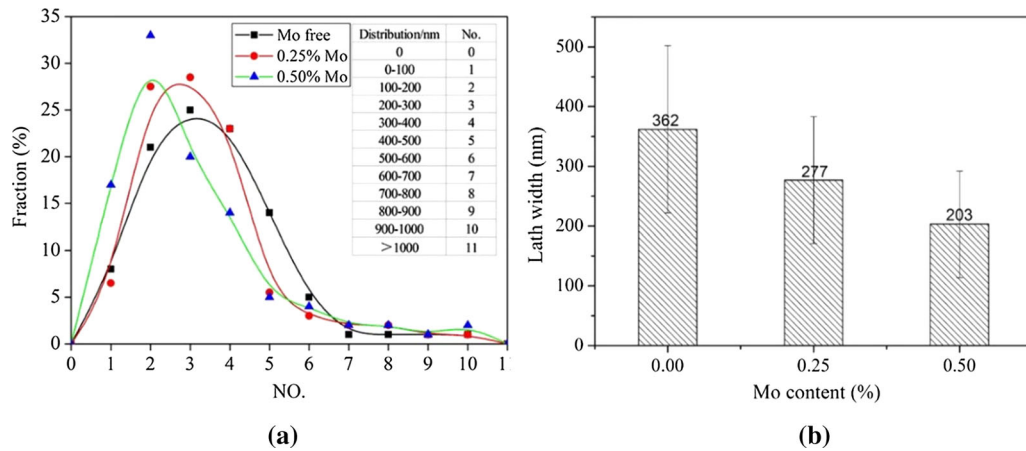 35
30
25
20
15
10
5
0
Fraction (%)
Mo free
0.25% Mo
0.50% Mo
Distribution/nm No.
0 0
0-100 1
100-200 2
200-300 3
300-400 4
400-500 5
500-600 6
600-700 7
700-800 8
800-900 9
900-1000 10
>1000 11
0 1 2 3 4 5 6 7 8 9 10 1
NO.
(a)
500
400
300
200
100
0
Lath width (nm)
362
277
203
0.00 0.25 0.50
Mo content (%)
(b)